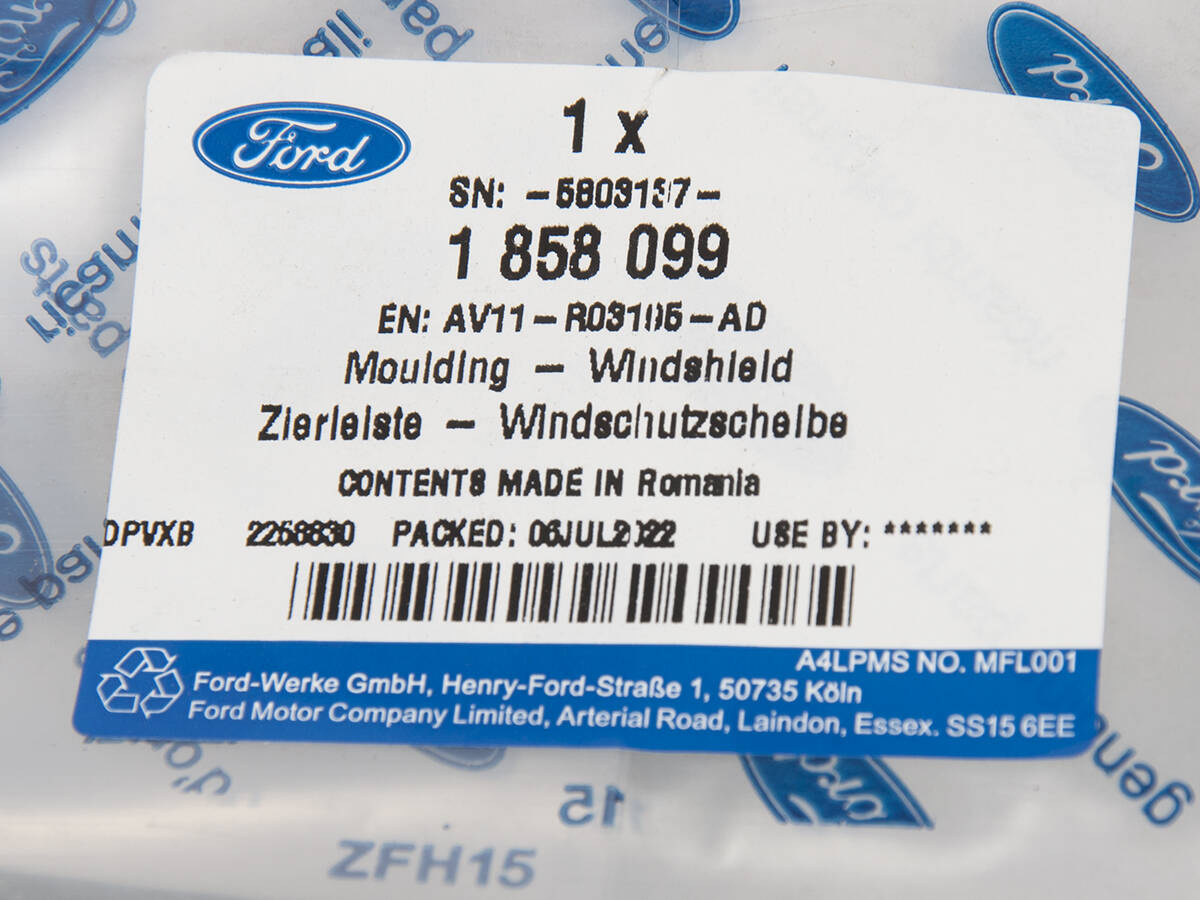 Ford
1 x
SN: -5803137-
1 858 099
EN: AV11-R03105-AD
Moulding - Windshield
Zierleiste - Windschutzscheibe
CONTENTS MADE IN Romania
DPVXB 2258830 PACKED: 06JUL2022 USE BY: *******
A4LPMS NO. MFL001
Ford-Werke GmbH, Henry-Ford-Straße 1, 50735 Köln
Ford Motor Company Limited, Arterial Road, Laindon, Essex. SS15 6EE
15
ZFH15